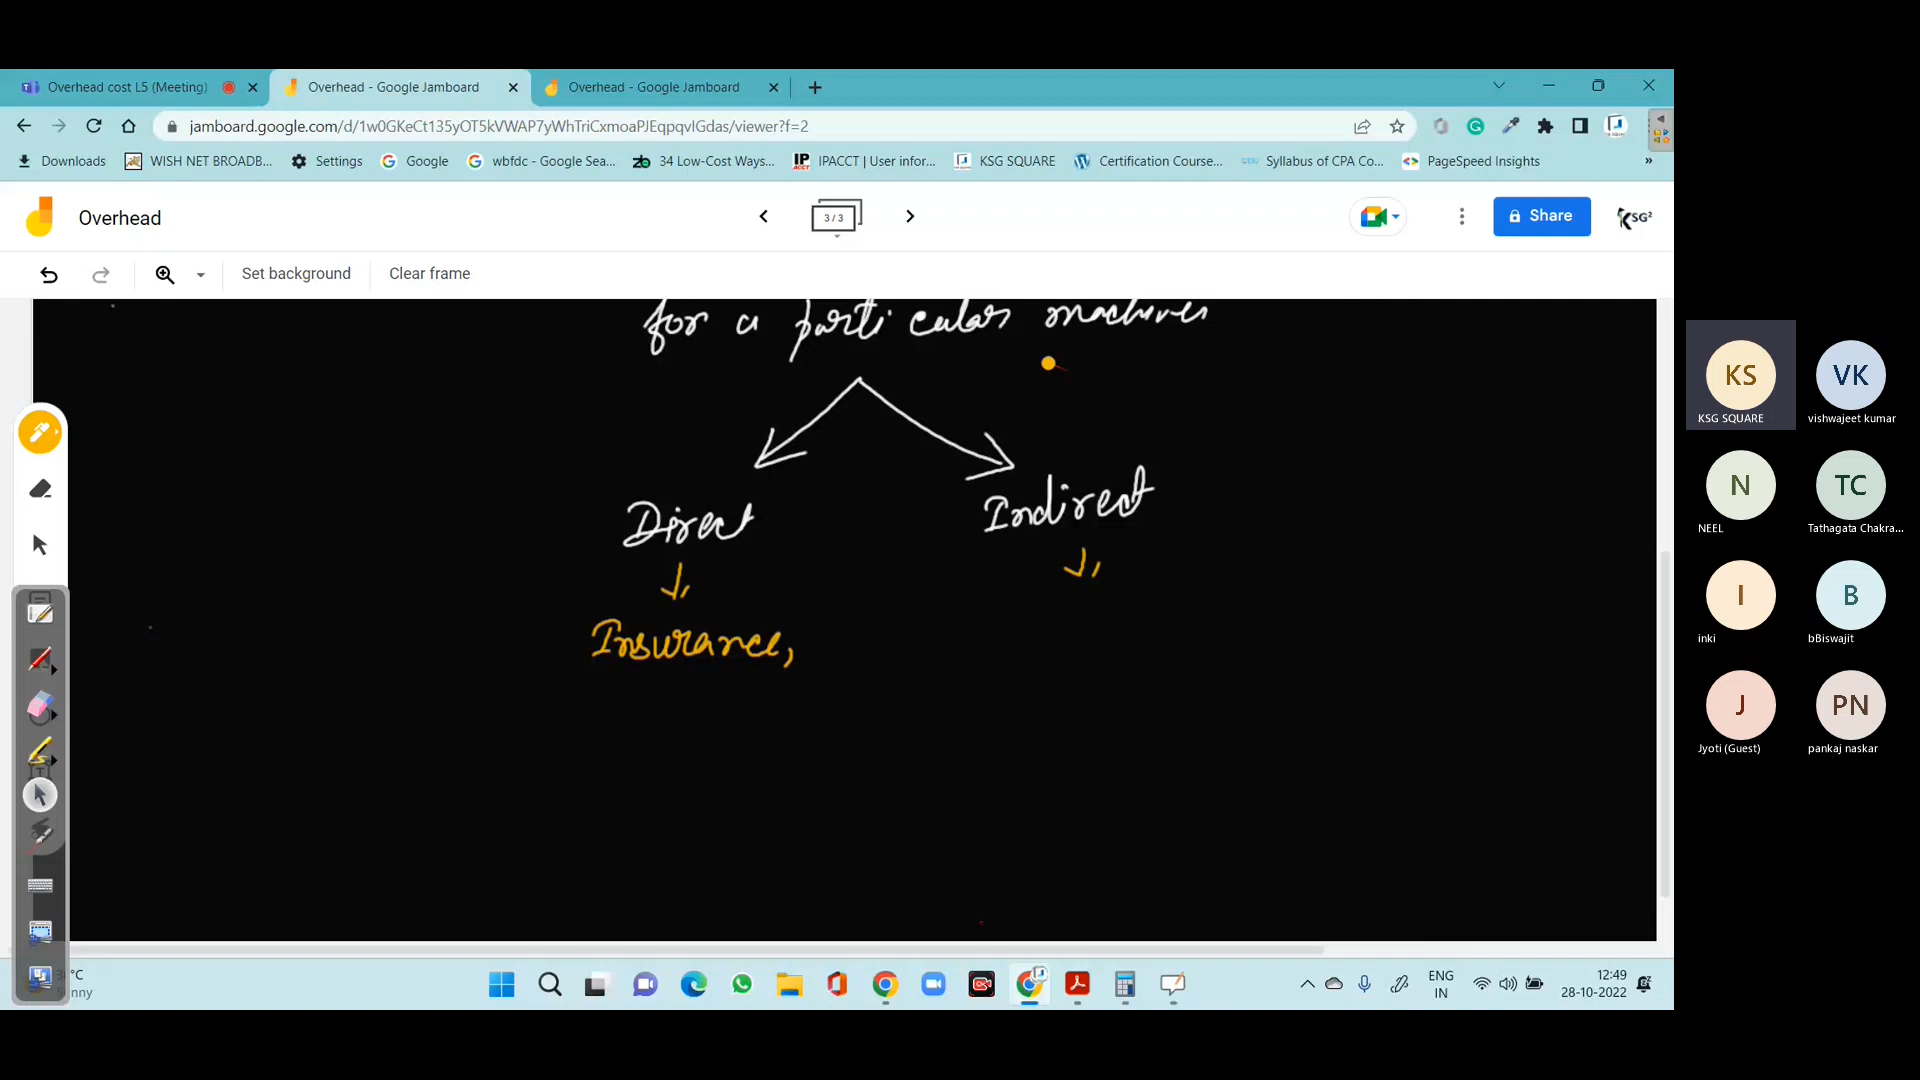 Overhead cost L5 (Meeting)
Overhead - Google Jamboard
Overhead - Google Jamboard
jamboard.google.com/d/1w0GKeCt135yOT5kVWAP7yWhTriCxmoaPJEqpqvIGdas/viewer?f=2
Downloads
WISH NET BROADB...
Settings
Google
wbfdc - Google Sea...
34 Low-Cost Ways...
IPACCT | User infor...
KSG SQUARE
Certification Course...
Syllabus of CPA Co...
PageSpeed Insights
Overhead
3 / 3
Share
KSG²
Set background
Clear frame
for a particular machines
Direct
Indirect
Insurance,
KS
KSG SQUARE
VK
vishwajeet kumar
N
NEEL
TC
Tathagata Chakra...
I
inki
B
bBiswajit
J
Jyoti (Guest)
PN
pankaj naskar
ENG
IN
12:49
28-10-2022